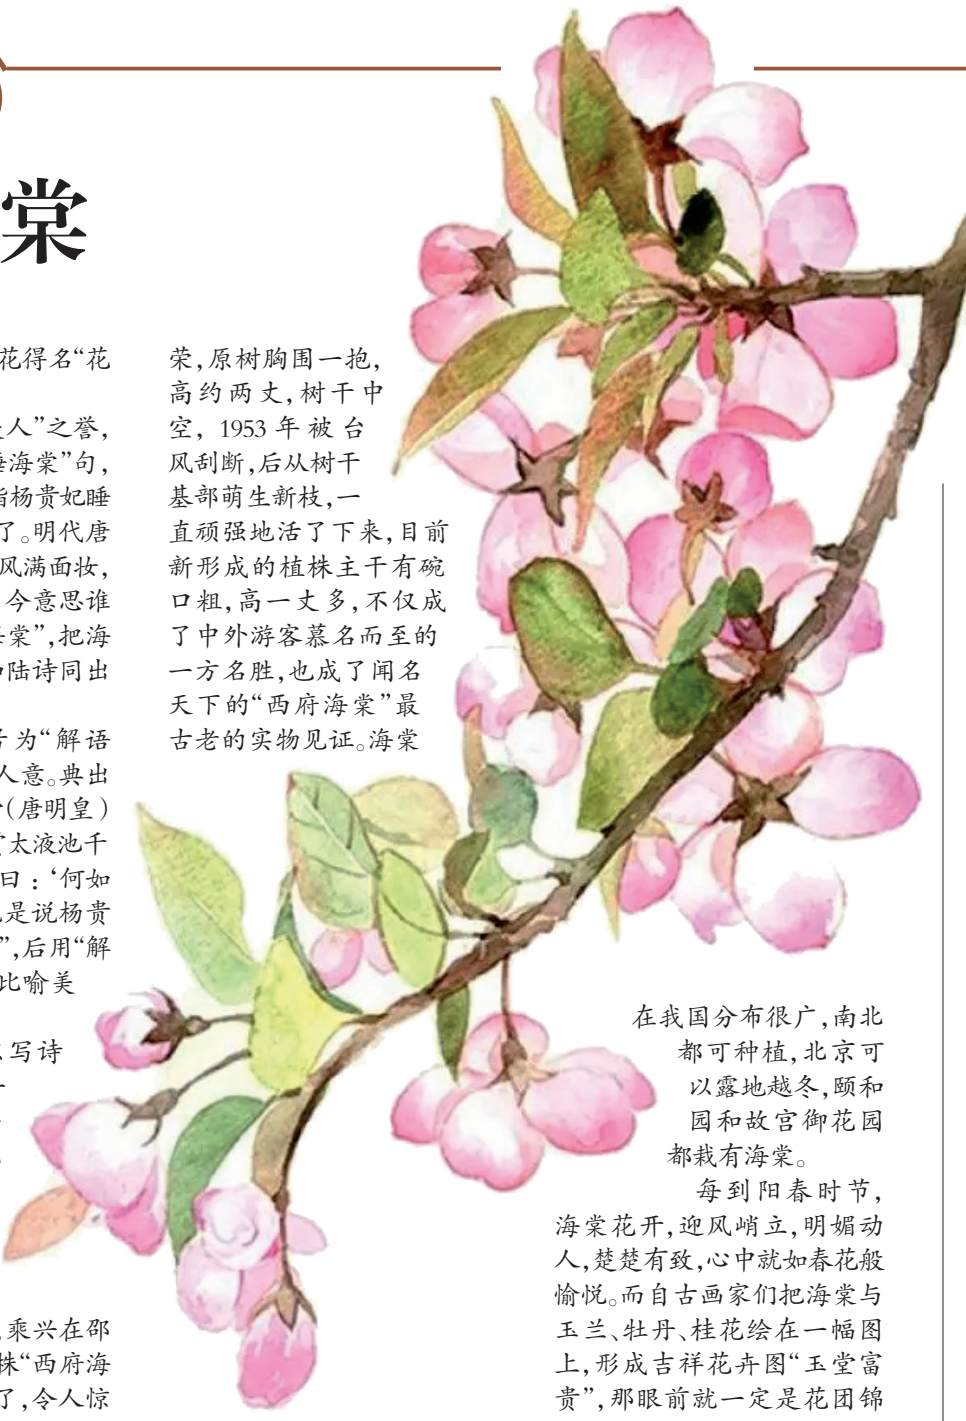 棠
花得名“花
人”之誉，
海棠”句，
杨贵妃睡
了。明代唐
风满面妆，
今意思谁
棠”，把海
陆诗同出
为“解语
人意。典出
（唐明皇）
太液池千
曰：‘何如
是说杨贵
”，后用“解
比喻美
写诗
乘兴在邵
株“西府海
了，令人惊
荣，原树胸围一抱，
高约两丈，树干中
空，1953年被台
风刮断，后从树干
基部萌生新枝，一
直顽强地活了下来，目前
新形成的植株主干有碗
口粗，高一丈多，不仅成
了中外游客慕名而至的
一方名胜，也成了闻名
天下的“西府海棠”最
古老的实物见证。海棠
在我国分布很广，南北
都可种植，北京可
以露地越冬，颐和
园和故宫御花园
都栽有海棠。
每到阳春时节，
海棠花开，迎风峭立，明媚动
人，楚楚有致，心中就如春花般
愉悦。而自古画家们把海棠与
玉兰、牡丹、桂花绘在一幅图
上，形成吉祥花卉图“玉堂富
贵”，那眼前就一定是花团锦